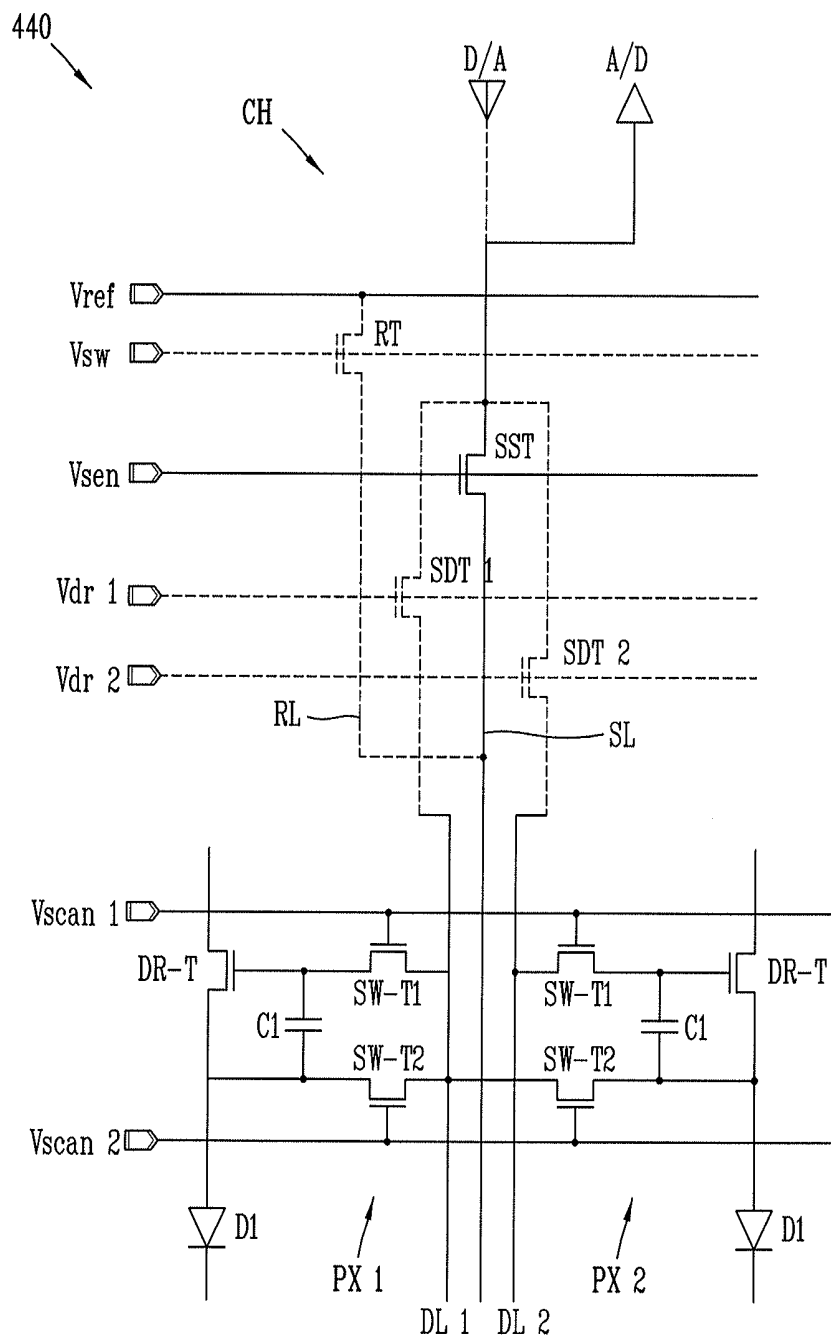 440
D/A
A/D
CH
Vref
RT
Vsw
SST
Vsen
SDT 1
Vdr 1
SDT 2
Vdr 2
RL
SL
Vscan 1
DR-T
SW-T1
SW-T1
DR-T
C1
C1
SW-T2
SW-T2
Vscan 2
D1
D1
PX 1
PX 2
DL 1
DL 2